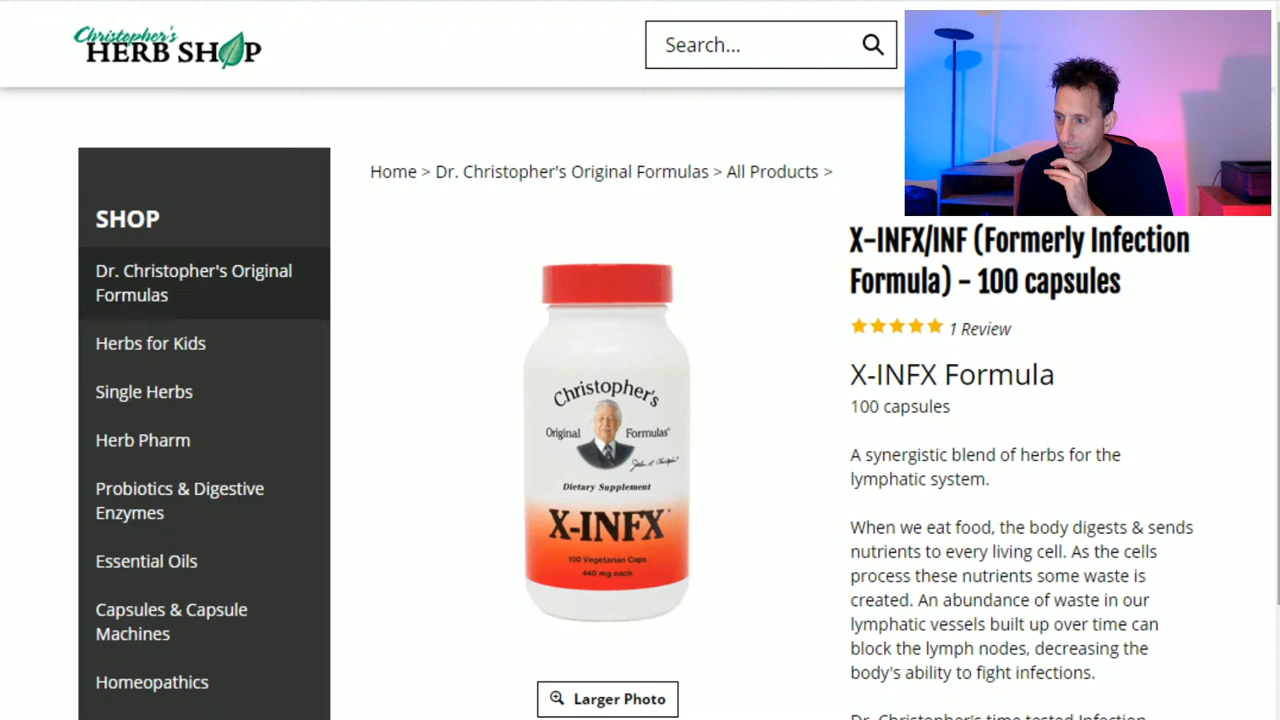 Christopher's
HERB SHOP
Search...
Home > Dr. Christopher's Original Formulas > All Products >
SHOP
Dr. Christopher's Original
Formulas
Herbs for Kids
Single Herbs
Herb Pharm
Probiotics & Digestive
Enzymes
Essential Oils
Capsules & Capsule
Machines
Homeopathics
Christopher's
Original Formulas®
Dietary Supplement
X-INFX
100 Vegetarian Caps
440 mg each
Larger Photo
X-INFX/INF (Formerly Infection
Formula) - 100 capsules
1 Review
X-INFX Formula
100 capsules
A synergistic blend of herbs for the
lymphatic system.
When we eat food, the body digests & sends
nutrients to every living cell. As the cells
process these nutrients some waste is
created. An abundance of waste in our
lymphatic vessels built up over time can
block the lymph nodes, decreasing the
body's ability to fight infections.
Dr. Christopher's time tested Infection